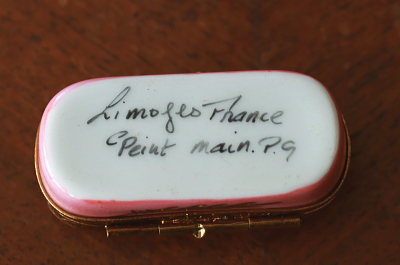 Limoges France
Peint main. P.G